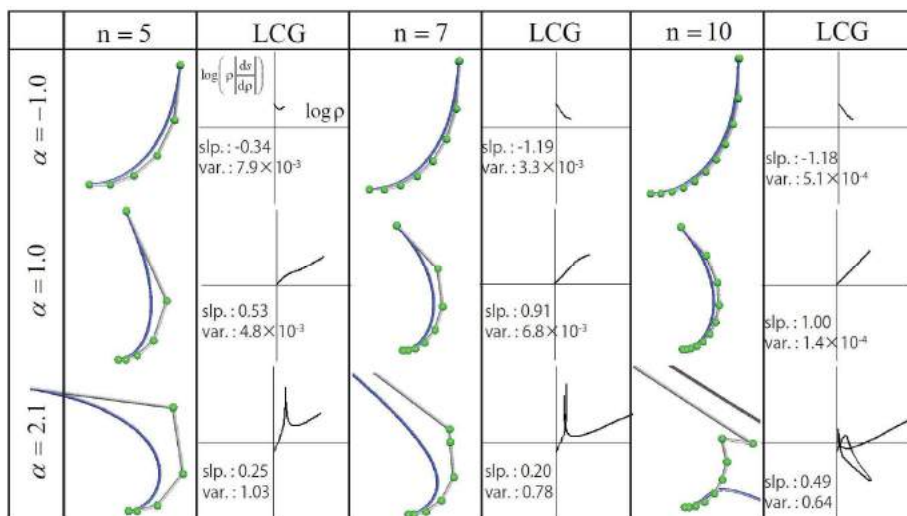 n = 5 LCG n = 7 LCG n = 10 LCG
α = −1.0
log(ρ|ds/dρ|)
logρ
slp. : -0.34
var. : 7.9×10⁻³
slp. : -1.19
var. : 3.3×10⁻³
slp. : -1.18
var. : 5.1×10⁻⁴
α = 1.0
slp. : 0.53
var. : 4.8×10⁻³
slp. : 0.91
var. : 6.8×10⁻³
slp. : 1.00
var. : 1.4×10⁻⁴
α = 2.1
slp. : 0.25
var. : 1.03
slp. : 0.20
var. : 0.78
slp. : 0.49
var. : 0.64